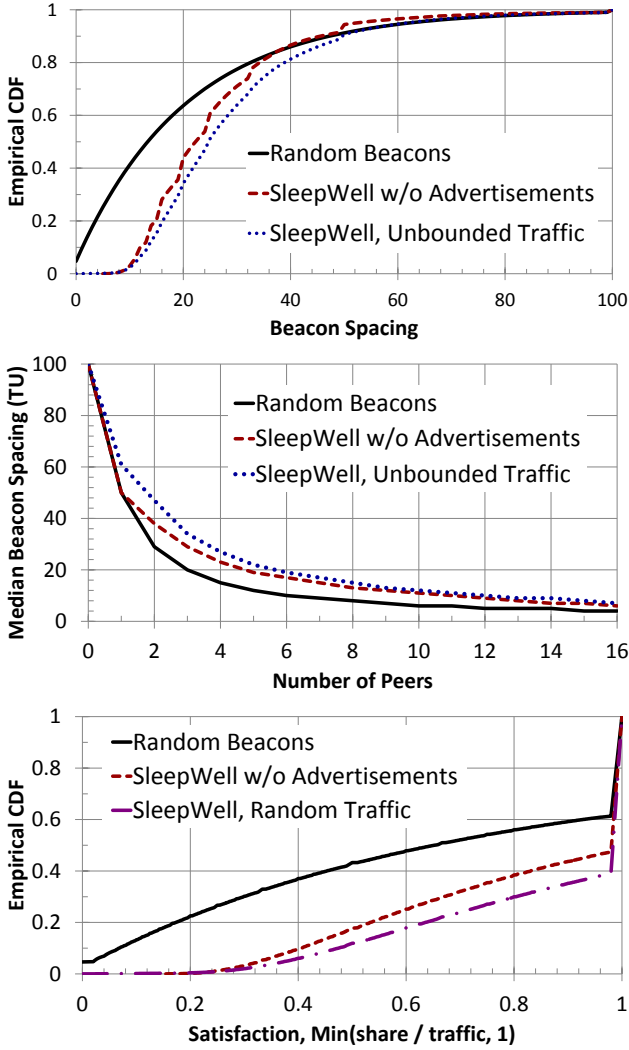 Empirical CDF
1
0.8
0.6
0.4
0.2
0
Random Beacons
SleepWell w/o Advertisements
SleepWell, Unbounded Traffic
0 20 40 60 80 100
Beacon Spacing
Median Beacon Spacing (TU)
100
80
60
40
20
0
Random Beacons
SleepWell w/o Advertisements
SleepWell, Unbounded Traffic
0 2 4 6 8 10 12 14 16
Number of Peers
Empirical CDF
1
0.8
0.6
0.4
0.2
0
Random Beacons
SleepWell w/o Advertisements
SleepWell, Random Traffic
0 0.2 0.4 0.6 0.8 1
Satisfaction, Min(share / traffic, 1)